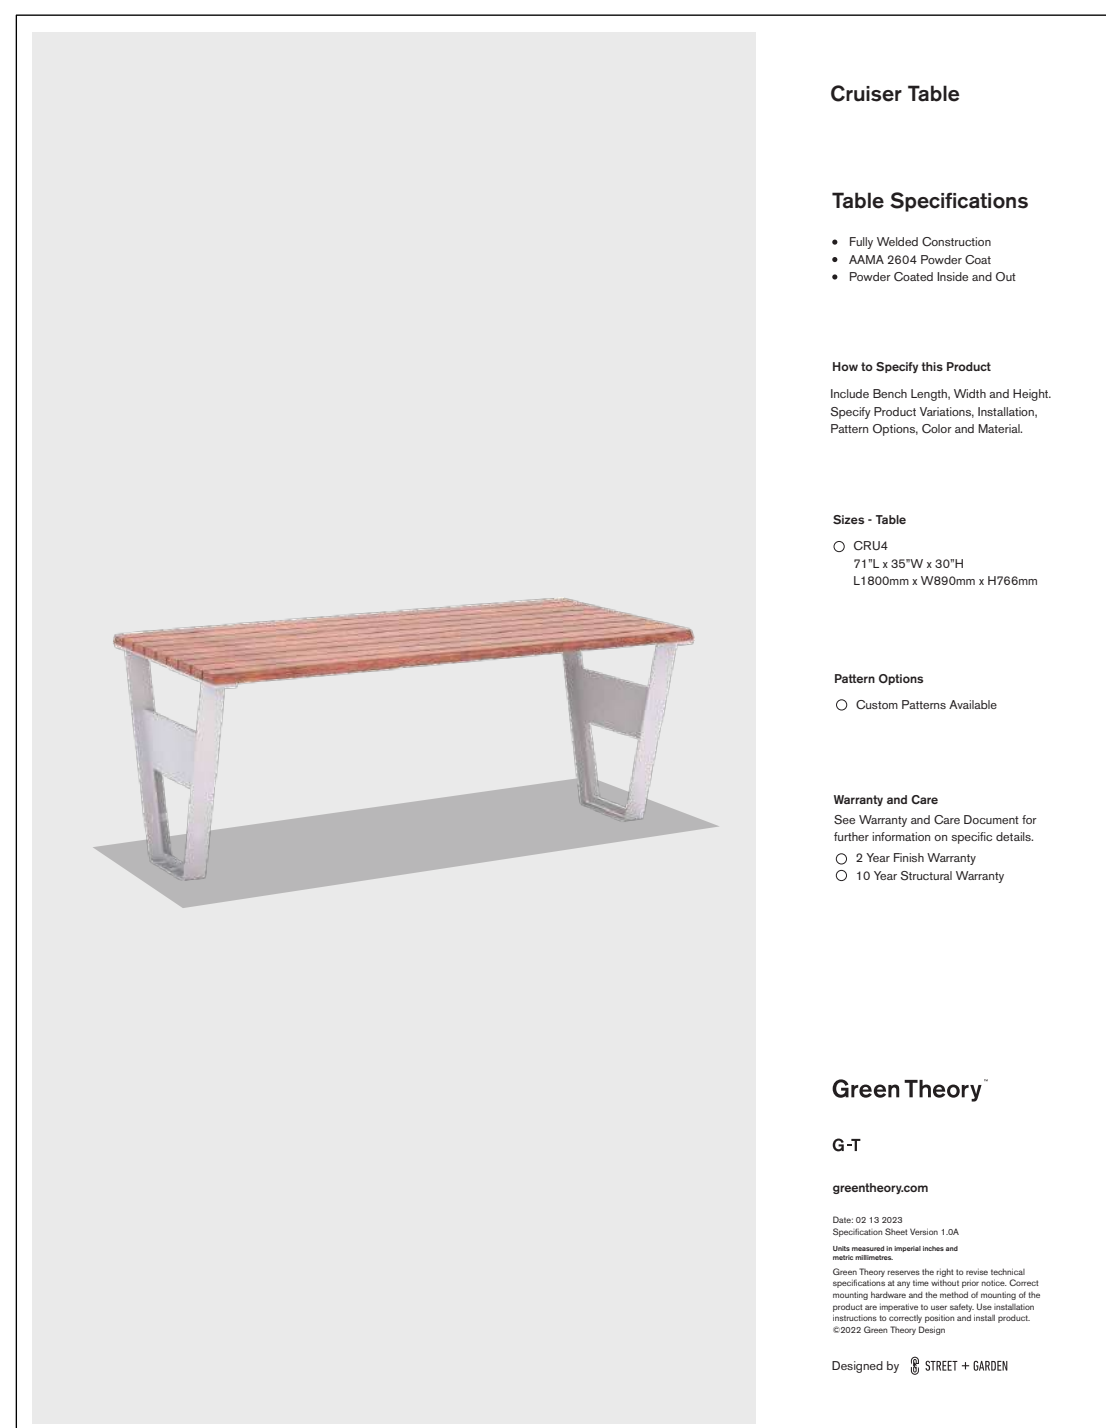 Cruiser Table
Table Specifications
• Fully Welded Construction
• AAMA 2604 Powder Coat
• Powder Coated Inside and Out
How to Specify this Product
Include Bench Length, Width and Height.
Specify Product Variations, Installation,
Pattern Options, Color and Material.
Sizes - Table
CRU4
71”L x 35”W x 30”H
L1800mm x W890mm x H766mm
Pattern Options
Custom Patterns Available
Warranty and Care
See Warranty and Care Document for
further information on specific details.
2 Year Finish Warranty
10 Year Structural Warranty
Green Theory™
G-T
greentheory.com
Date: 02 13 2023
Specification Sheet Version 1.0A
Units measured in imperial inches and
metric millimetres.
Green Theory reserves the right to revise technical
specifications at any time without prior notice. Correct
mounting hardware and the method of mounting of the
product are imperative to user safety. Use installation
instructions to correctly position and install product.
©2022 Green Theory Design
Designed by STREET + GARDEN